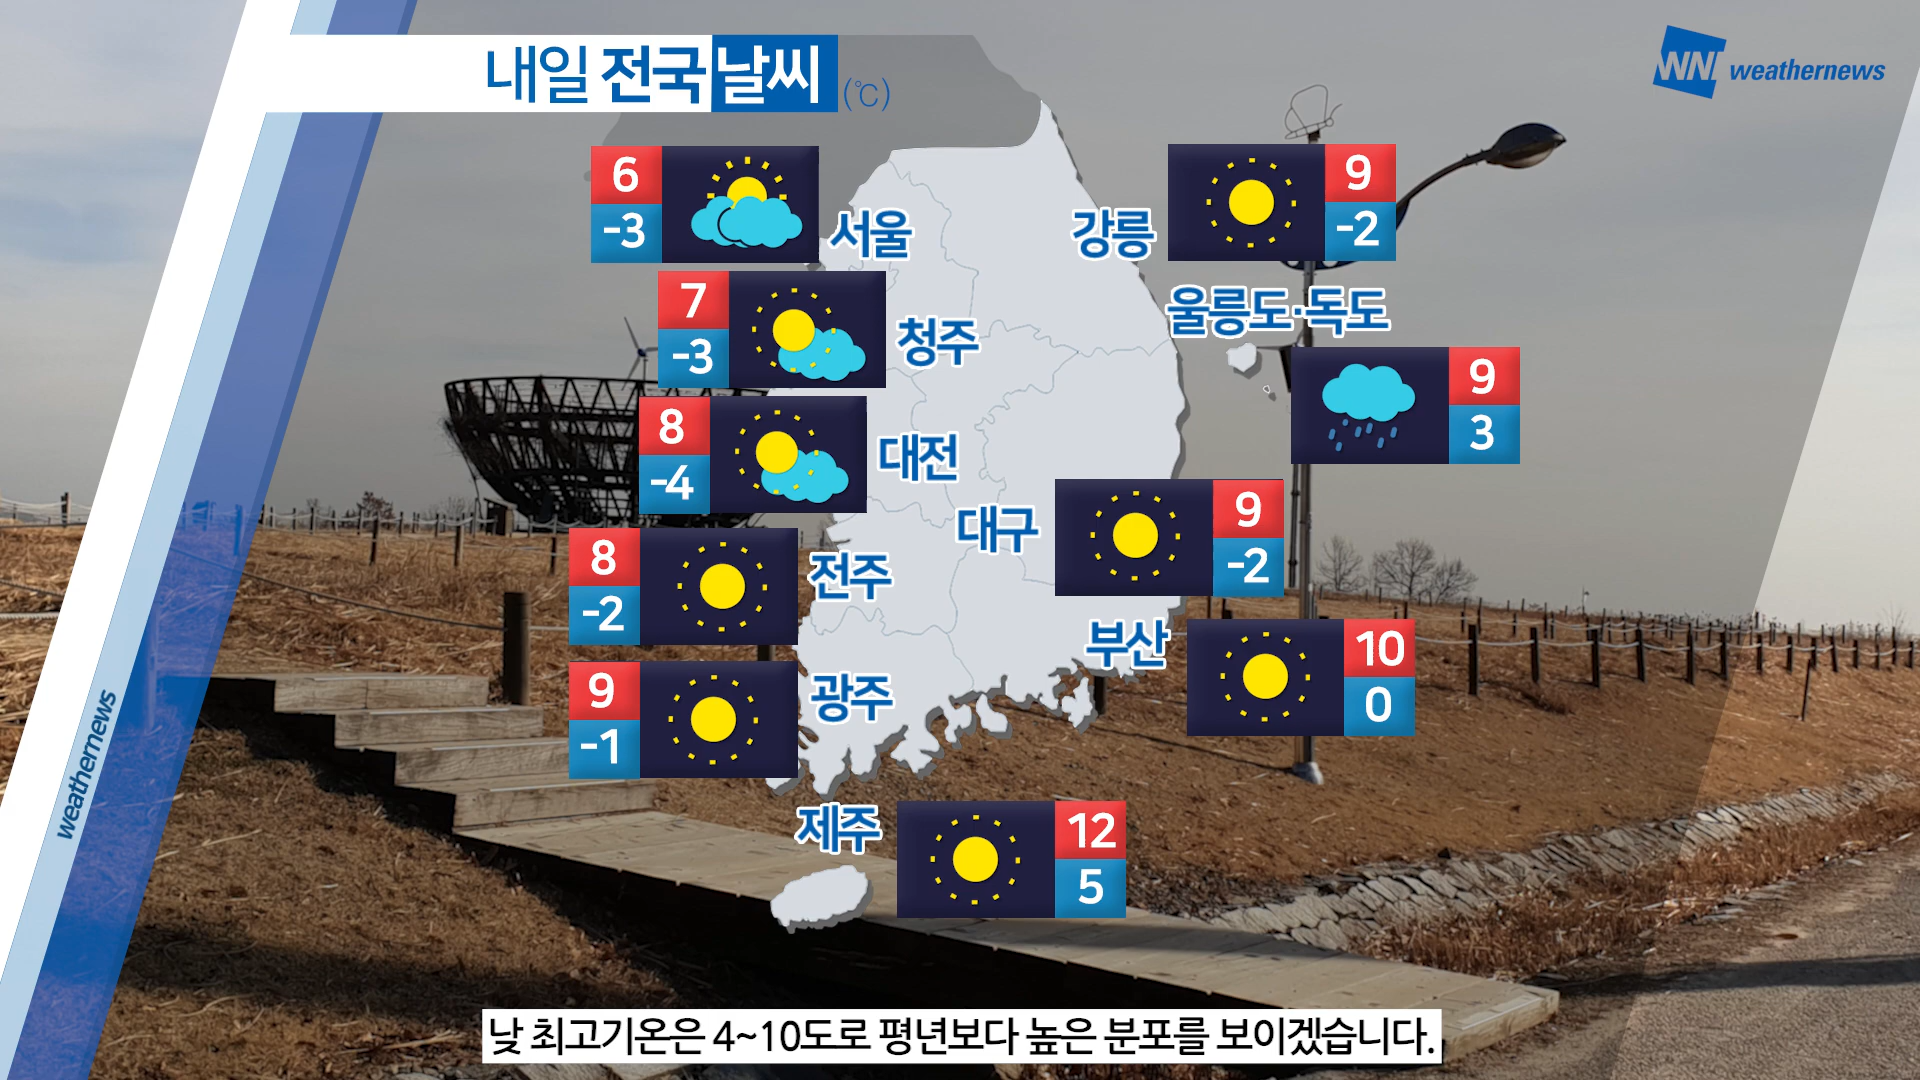 내일 전국날씨 (℃)
WN weathernews
6
-3
서울
강릉
9
-2
7
-3
청주
울릉도·독도
9
3
8
-4
대전
대구
9
-2
8
-2
전주
부산
10
0
9
-1
광주
제주
12
5
weathernews
낮 최고기온은 4~10도로 평년보다 높은 분포를 보이겠습니다.